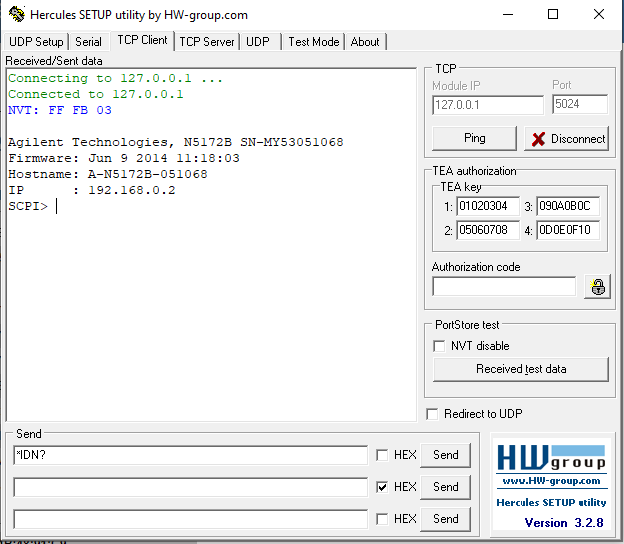 Hercules SETUP utility by HW-group.com
UDP Setup Serial TCP Client TCP Server UDP Test Mode About
Received/Sent data
Connecting to 127.0.0.1 ...
Connected to 127.0.0.1
NVT: FF FB 03
Agilent Technologies, N5172B SN-MY53051068
Firmware: Jun 9 2014 11:18:03
Hostname: A-N5172B-051068
IP : 192.168.0.2
SCPI>
TCP
Module IP Port
127.0.0.1 5024
Ping Disconnect
TEA authorization
TEA key
1: 01020304 3: 090A0B0C
2: 05060708 4: 0D0E0F10
Authorization code
PortStore test
NVT disable
Received test data
Redirect to UDP
Send
*IDN? HEX Send
HEX Send
HEX Send
HW group
www.HW-group.com
Hercules SETUP utility
Version 3.2.8